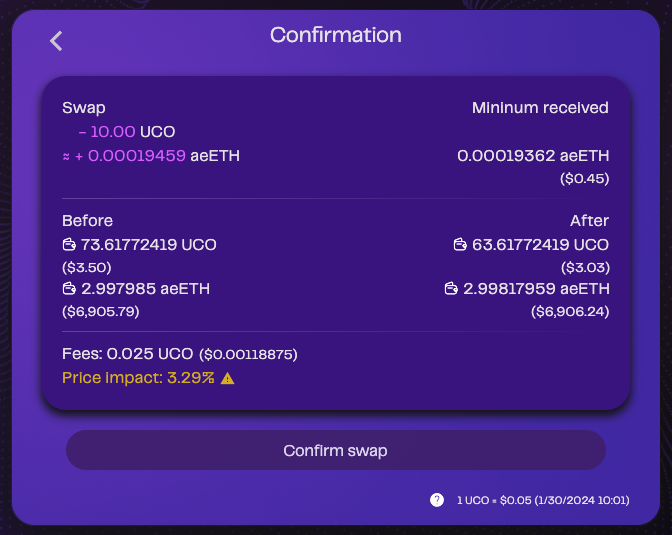 Confirmation
Swap
Mininum received
- 10.00 UCO
≈ + 0.00019459 aeETH
0.00019362 aeETH
($0.45)
Before
After
73.61772419 UCO
63.61772419 UCO
($3.50)
($3.03)
2.997985 aeETH
2.99817959 aeETH
($6,905.79)
($6,906.24)
Fees: 0.025 UCO ($0.00118875)
Price impact: 3.29%
Confirm swap
1 UCO = $0.05 (1/30/2024 10:01)